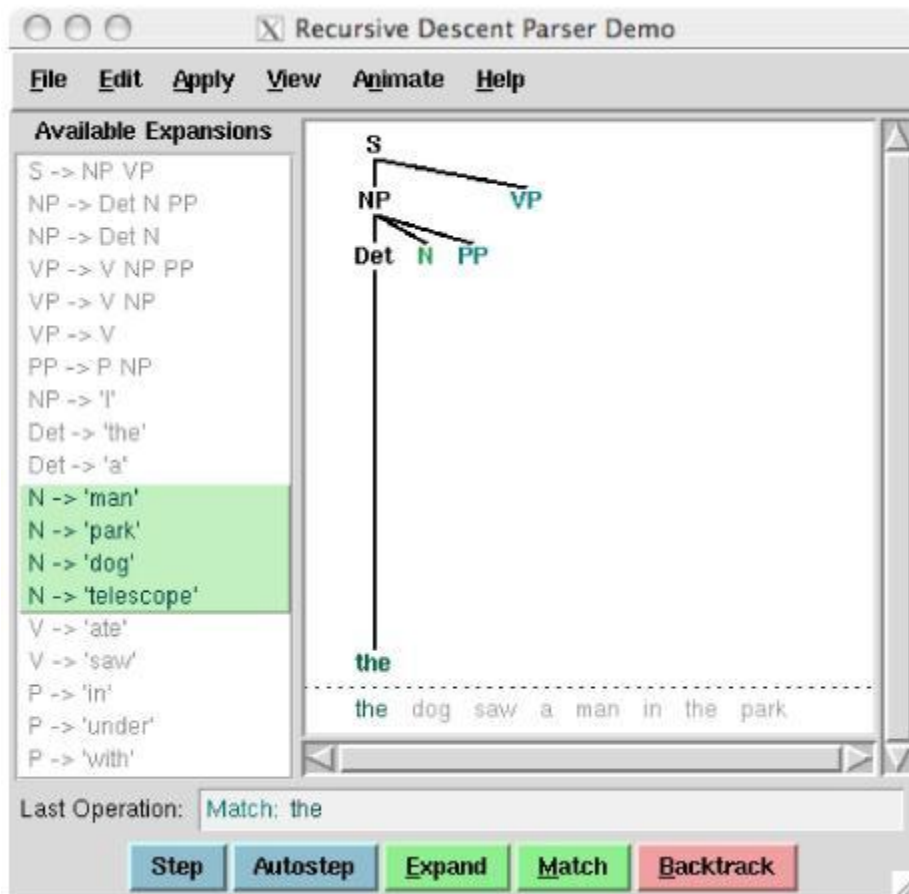 Recursive Descent Parser Demo
File Edit Apply View Animate Help
Available Expansions
S -> NP VP
NP -> Det N PP
NP -> Det N
VP -> V NP PP
VP -> V NP
VP -> V
PP -> P NP
NP -> 'I'
Det -> 'the'
Det -> 'a'
N -> 'man'
N -> 'park'
N -> 'dog'
N -> 'telescope'
V -> 'ate'
V -> 'saw'
P -> 'in'
P -> 'under'
P -> 'with'
S
NP VP
Det N PP
the
the dog saw a man in the park
Last Operation: Match: the
Step Autostep Expand Match Backtrack